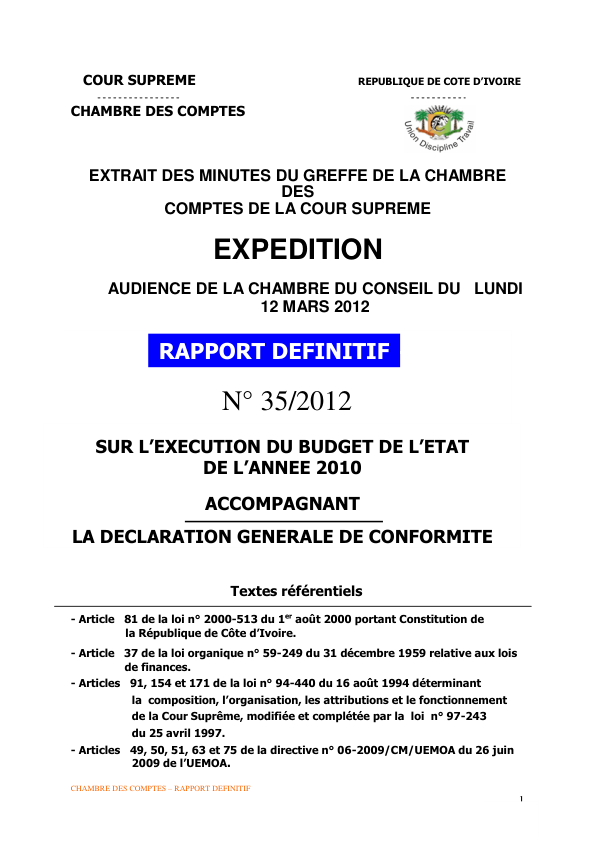 COUR SUPREME
REPUBLIQUE DE COTE D'IVOIRE
----------------
-----------
CHAMBRE DES COMPTES
Union Discipline Travail
EXTRAIT DES MINUTES DU GREFFE DE LA CHAMBRE
DES
COMPTES DE LA COUR SUPREME
EXPEDITION
AUDIENCE DE LA CHAMBRE DU CONSEIL DU LUNDI
12 MARS 2012
RAPPORT DEFINITIF
N° 35/2012
SUR L'EXECUTION DU BUDGET DE L'ETAT
DE L'ANNEE 2010
ACCOMPAGNANT
LA DECLARATION GENERALE DE CONFORMITE
Textes référentiels
- Article 81 de la loi n° 2000-513 du 1er août 2000 portant Constitution de
la République de Côte d'Ivoire.
- Article 37 de la loi organique n° 59-249 du 31 décembre 1959 relative aux lois
de finances.
- Articles 91, 154 et 171 de la loi n° 94-440 du 16 août 1994 déterminant
la composition, l'organisation, les attributions et le fonctionnement
de la Cour Suprême, modifiée et complétée par la loi n° 97-243
du 25 avril 1997.
- Articles 49, 50, 51, 63 et 75 de la directive n° 06-2009/CM/UEMOA du 26 juin
2009 de l'UEMOA.
CHAMBRE DES COMPTES – RAPPORT DEFINITIF
1